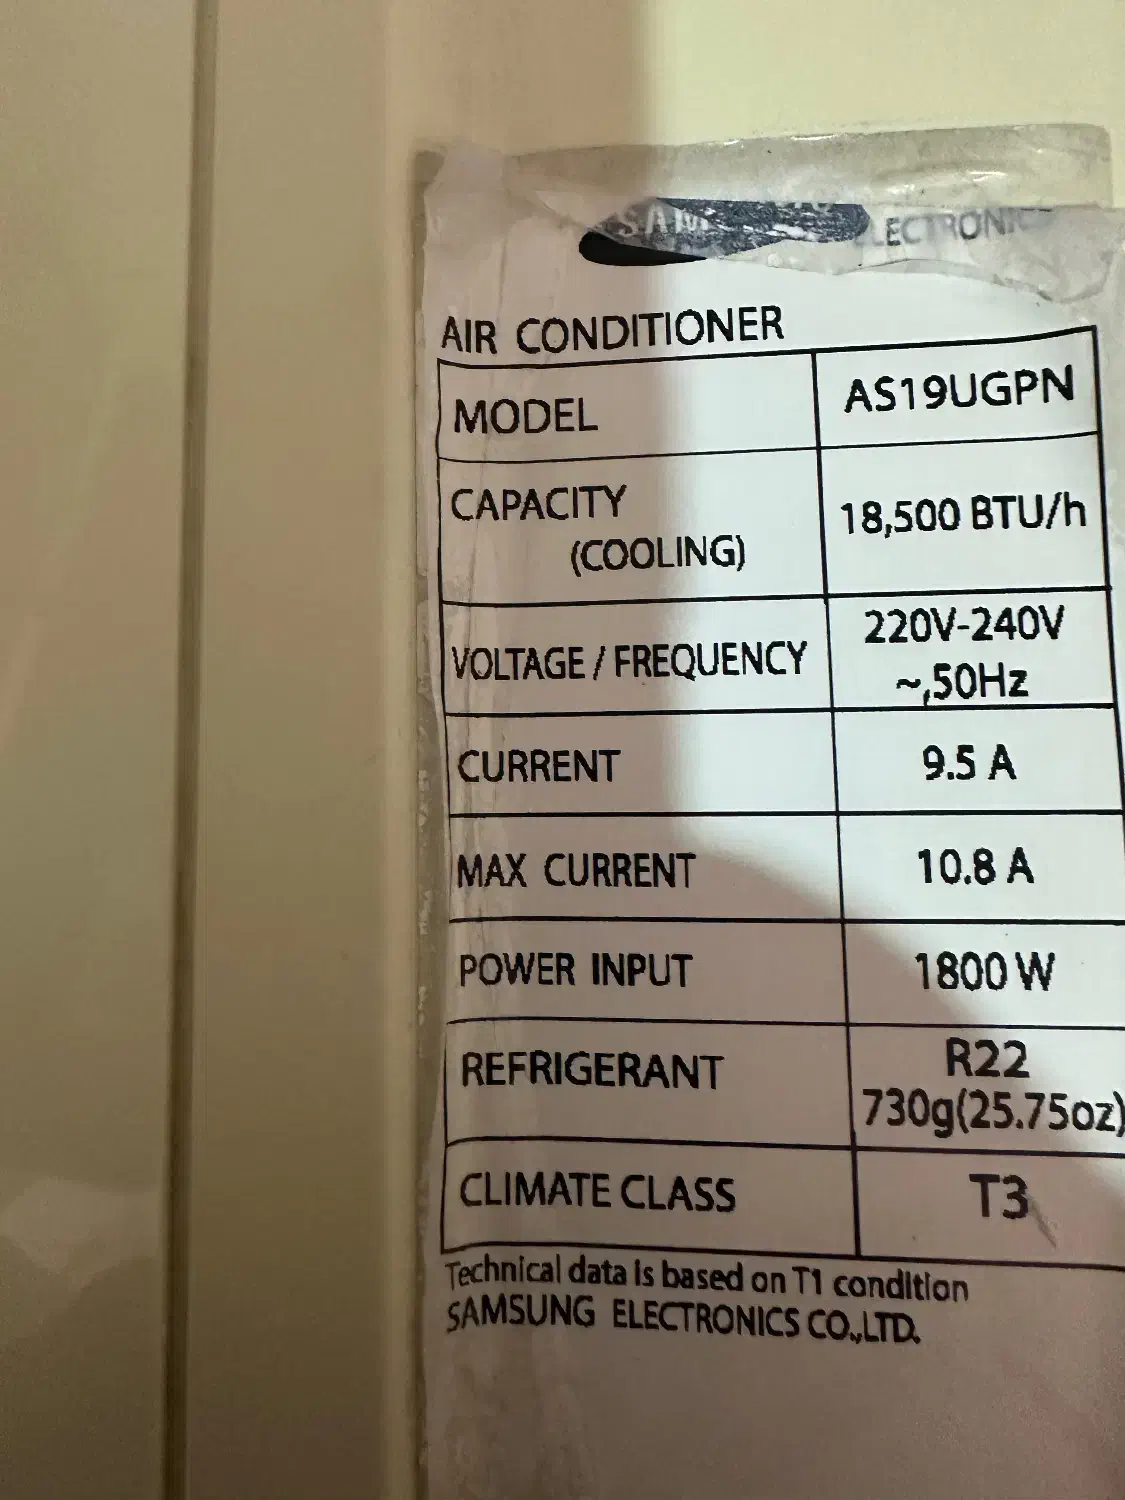 SAM
ELECTRONIC
AIR CONDITIONER
MODEL AS19UGPN
CAPACITY
(COOLING) 18,500 BTU/h
VOLTAGE / FREQUENCY 220V-240V
~,50Hz
CURRENT 9.5 A
MAX CURRENT 10.8 A
POWER INPUT 1800 W
REFRIGERANT R22
730g(25.75oz)
CLIMATE CLASS T3
Technical data is based on T1 condition
SAMSUNG ELECTRONICS CO.,LTD.